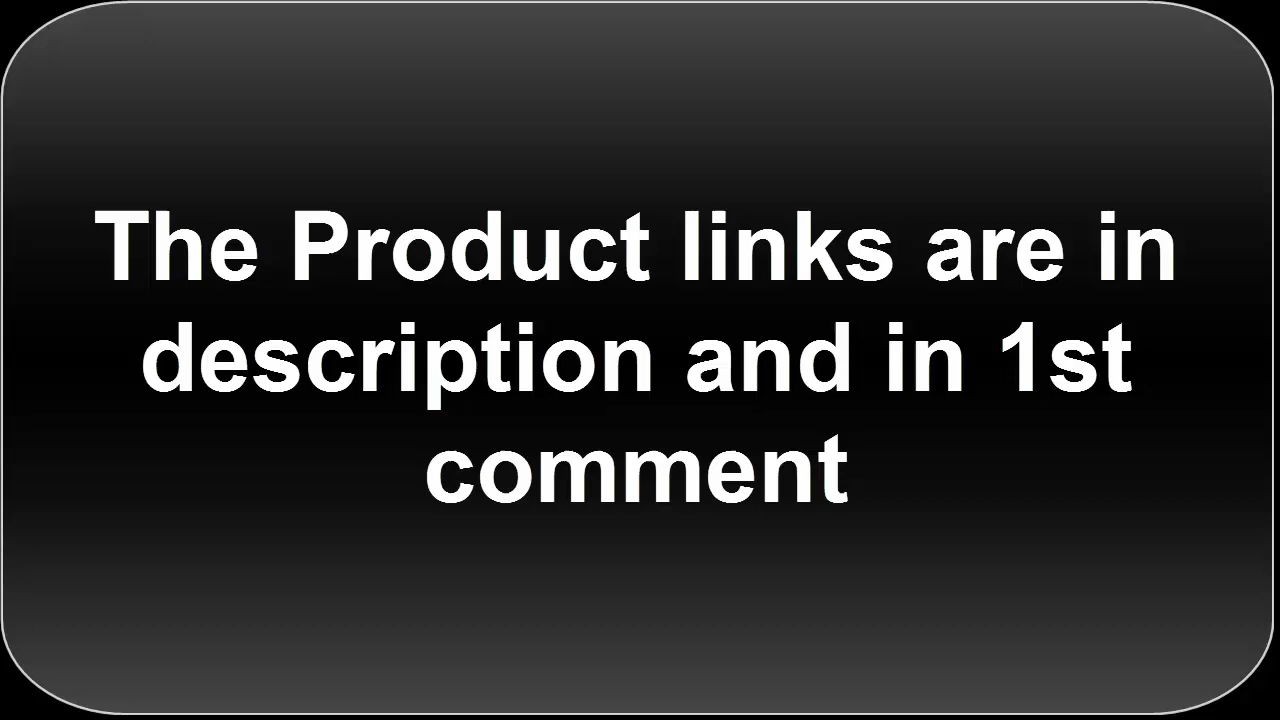 The Product links are in
description and in 1st
comment